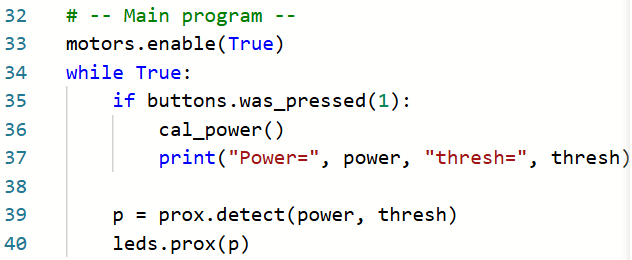 32 # -- Main program --
33 motors.enable(True)
34 while True:
35 if buttons.was_pressed(1):
36 cal_power()
37 print("Power=", power, "thresh=", thresh)
38
39 p = prox.detect(power, thresh)
40 leds.prox(p)